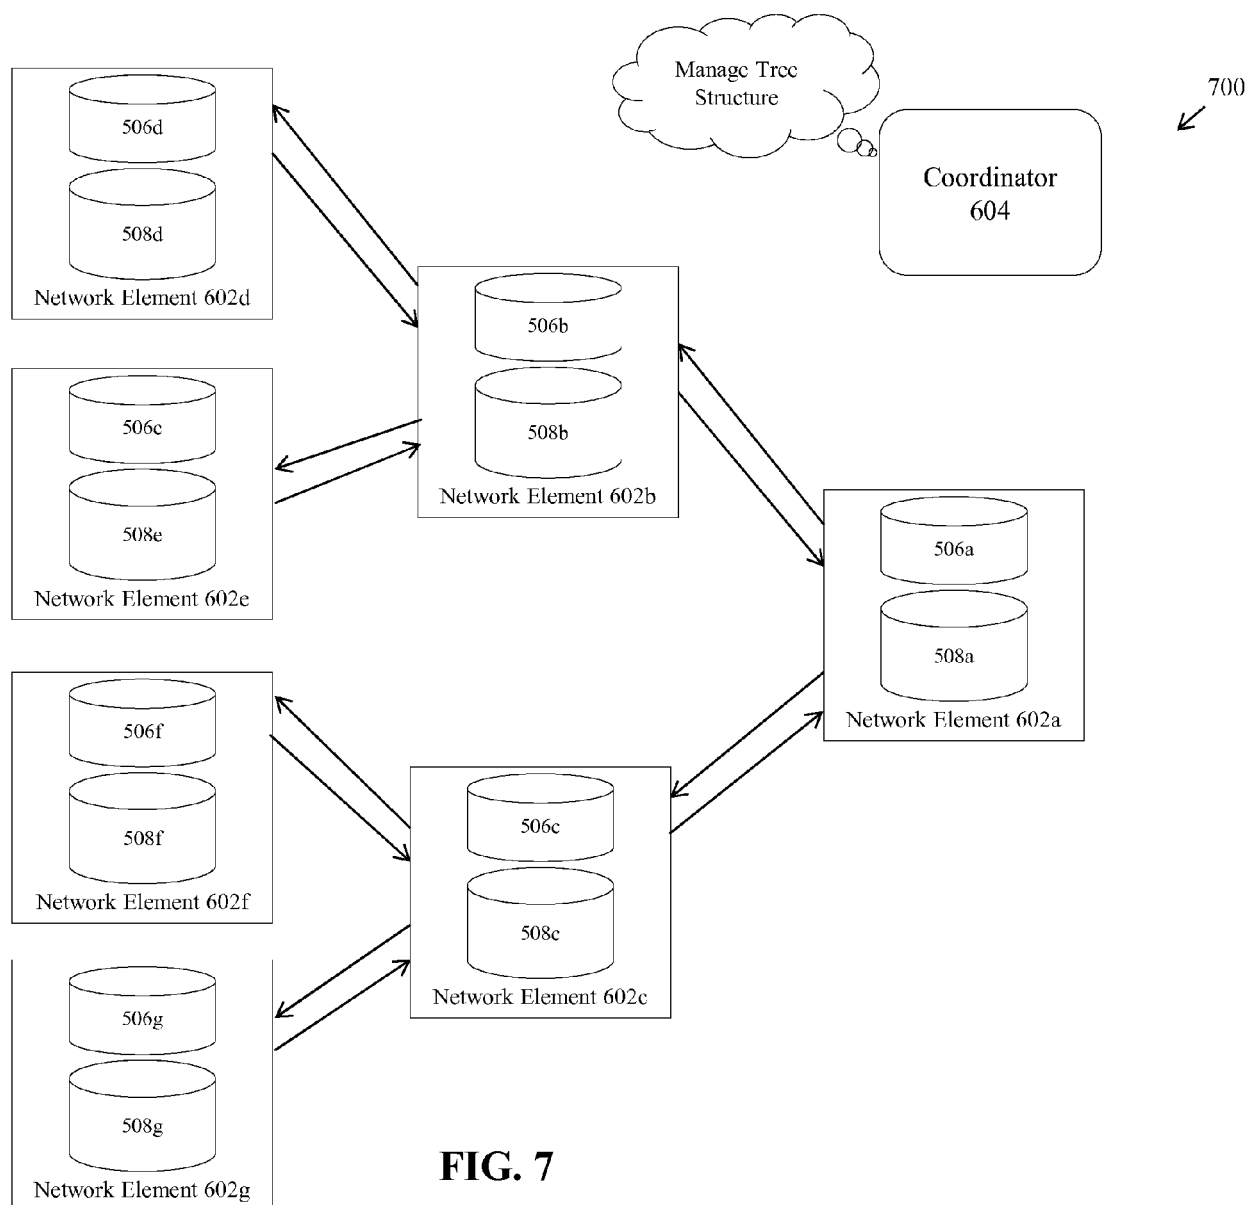 Manage Tree
Structure
700
Coordinator
604
506d
508d
Network Element 602d
506b
508b
Network Element 602b
506e
508e
Network Element 602e
506a
508a
Network Element 602a
506f
508f
Network Element 602f
506c
508c
Network Element 602c
506g
508g
Network Element 602g
FIG. 7